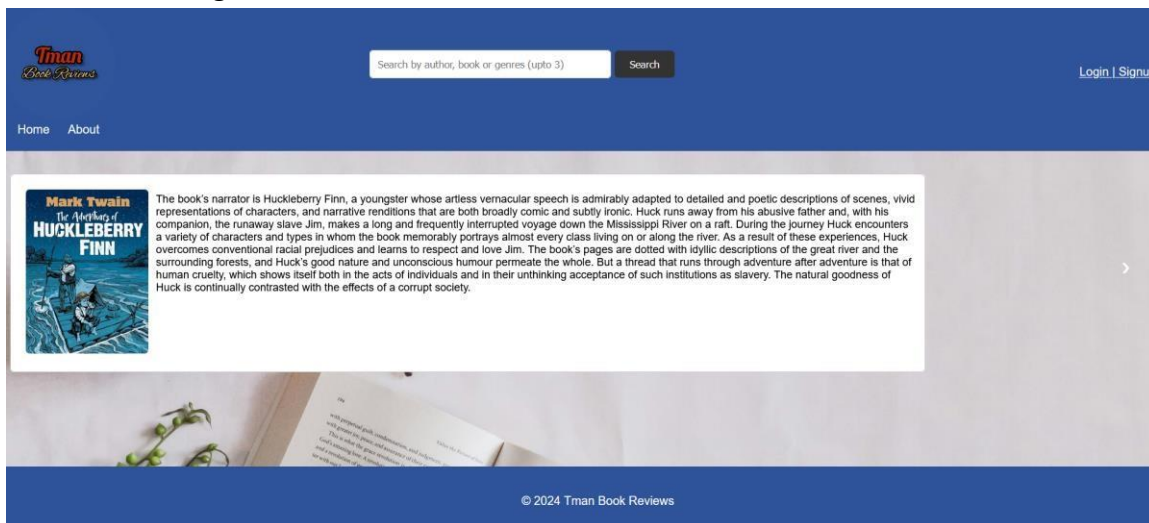 Tman
Book Reviews
Search by author, book or genres (upto 3)
Search
Login | Signu
Home About
Mark Twain
The Adventures of
HUCKLEBERRY
FINN
The book's narrator is Huckleberry Finn, a youngster whose artless vernacular speech is admirably adapted to detailed and poetic descriptions of scenes, vivid
representations of characters, and narrative renditions that are both broadly comic and subtly ironic. Huck runs away from his abusive father and, with his
companion, the runaway slave Jim, makes a long and frequently interrupted voyage down the Mississippi River on a raft. During the journey Huck encounters
a variety of characters and types in whom the book memorably portrays almost every class living on or along the river. As a result of these experiences, Huck
overcomes conventional racial prejudices and learns to respect and love Jim. The book's pages are dotted with idyllic descriptions of the great river and the
surrounding forests, and Huck's good nature and unconscious humour permeate the whole. But a thread that runs through adventure after adventure is that of
human cruelty, which shows itself both in the acts of individuals and in their unthinking acceptance of such institutions as slavery. The natural goodness of
Huck is continually contrasted with the effects of a corrupt society.
© 2024 Tman Book Reviews